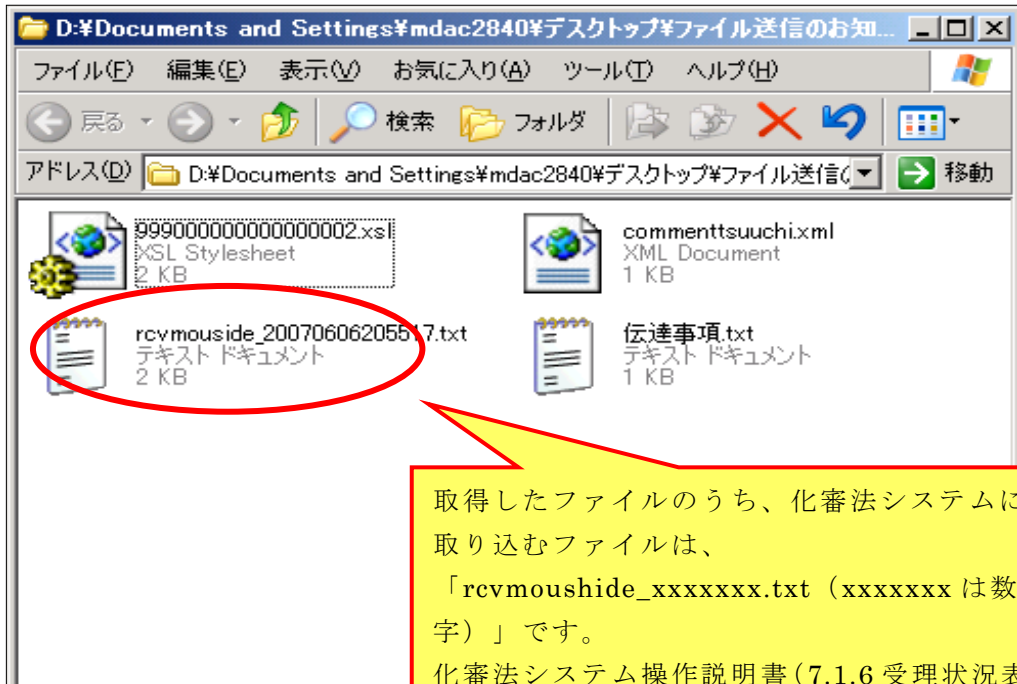 D:¥Documents and Settings¥mdac2840¥デスクトップ¥ファイル送信のお知...
ファイル(F) 編集(E) 表示(V) お気に入り(A) ツール(T) ヘルプ(H)
戻る 検索 フォルダ
アドレス(D) D:¥Documents and Settings¥mdac2840¥デスクトップ¥ファイル送信( 移動
9990000000000000002.xsl
XSL Stylesheet
2 KB
commenttsuuchi.xml
XML Document
1 KB
rcvmouside_20070606205517.txt
テキスト ドキュメント
2 KB
伝達事項.txt
テキスト ドキュメント
1 KB
取得したファイルのうち、化審法システムに
取り込むファイルは、
「rcvmoushide_xxxxxxx.txt（xxxxxxx は数
字）」です。
化審法システム操作説明書(7.1.6 受理状況表